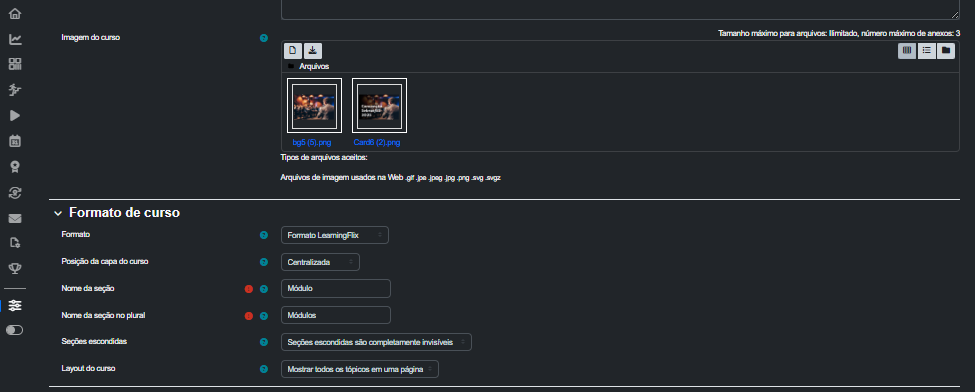 Tamanho máximo para arquivos: Ilimitado, número máximo de anexos: 3
Imagem do curso
Arquivos
bg5 (5).png
Card6 (2).png
Tipos de arquivos aceitos:
Arquivos de imagem usados na Web .gif .jpe .jpeg .jpg .png .svg .svgz
Formato de curso
Formato
Formato LearningFlix
Posição da capa do curso
Centralizada
Nome da seção
Módulo
Nome da seção no plural
Módulos
Seções escondidas
Seções escondidas são completamente invisíveis
Layout do curso
Mostrar todos os tópicos em uma página